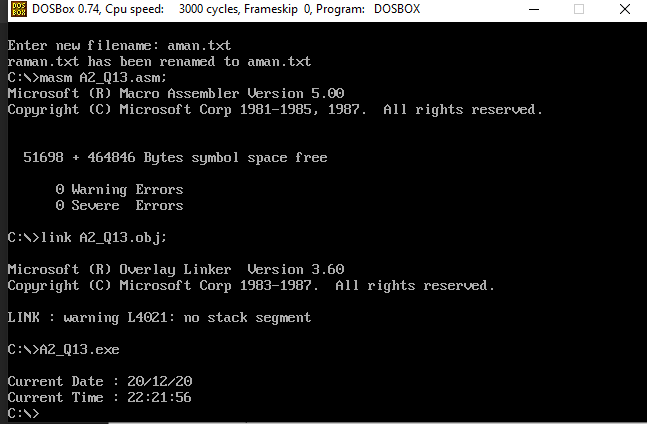 DOS
BOX
DOSBox 0.74, Cpu speed: 3000 cycles, Frameskip 0, Program: DOSBOX
Enter new filename: aman.txt
raman.txt has been renamed to aman.txt
C:\>masm A2_Q13.asm;
Microsoft (R) Macro Assembler Version 5.00
Copyright (C) Microsoft Corp 1981-1985, 1987.  All rights reserved.
51698 + 464846 Bytes symbol space free
0 Warning Errors
0 Severe  Errors
C:\>link A2_Q13.obj;
Microsoft (R) Overlay Linker  Version 3.60
Copyright (C) Microsoft Corp 1983-1987.  All rights reserved.
LINK : warning L4021: no stack segment
C:\>A2_Q13.exe
Current Date : 20/12/20
Current Time : 22:21:56
C:\>